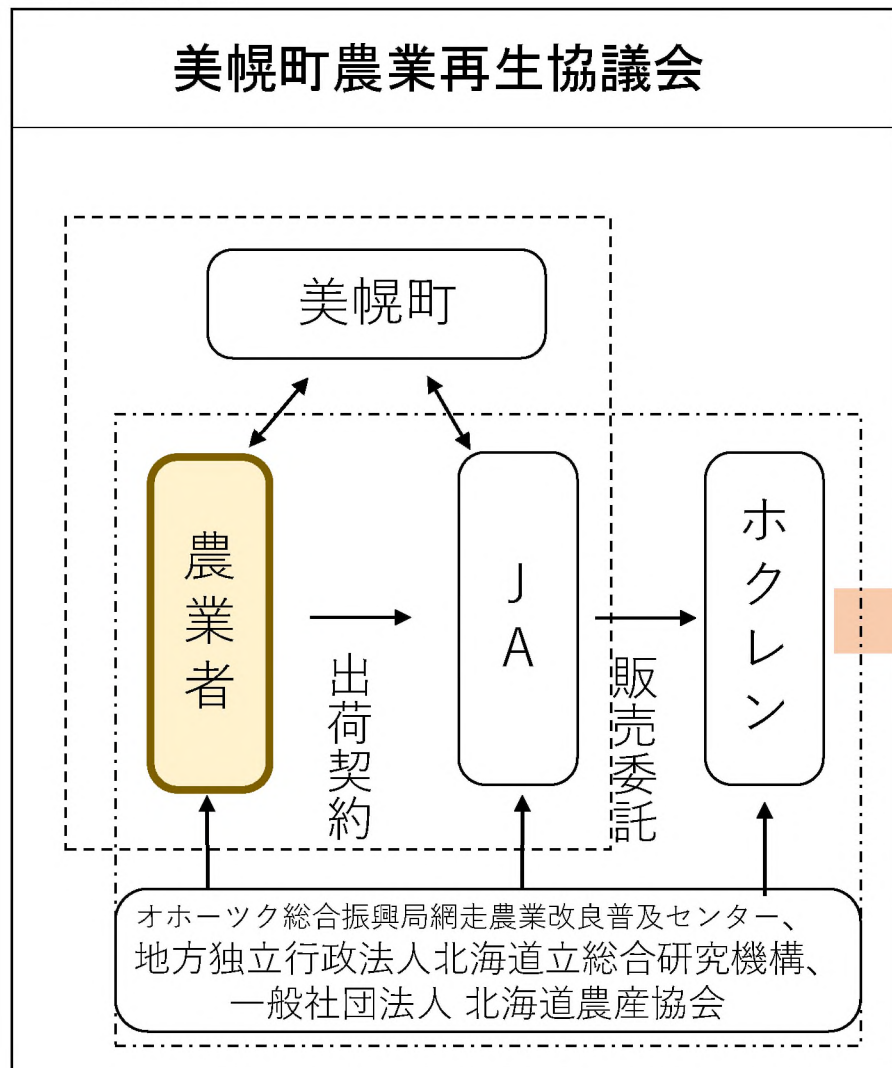 美幌町農業再生協議会
美幌町
農業者
出荷契約
JA
販売委託
ホクレン
オホーツク総合振興局網走農業改良普及センター、
地方独立行政法人北海道立総合研究機構、
一般社団法人 北海道農産協会